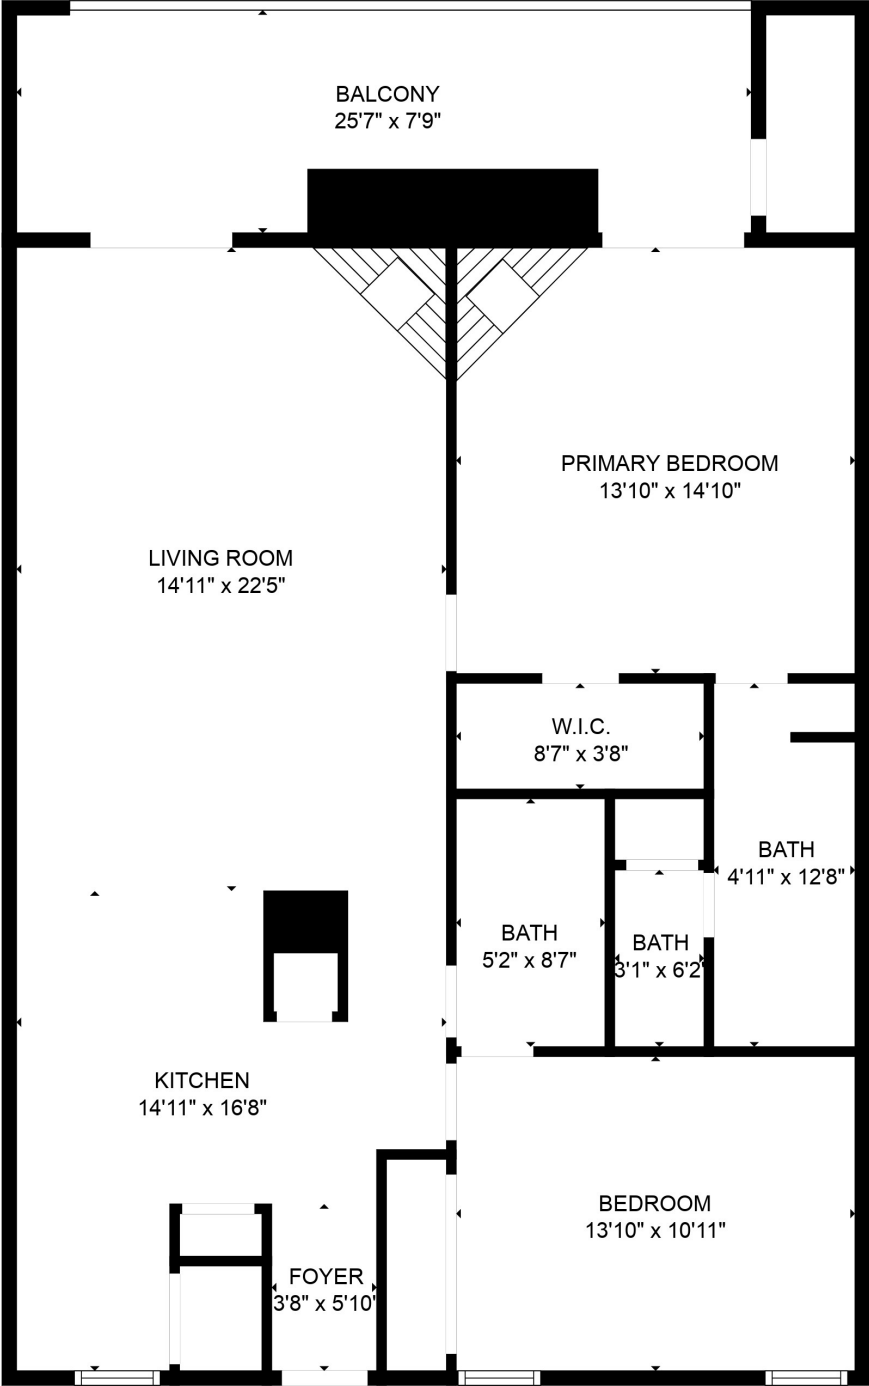 BALCONY
25'7" x 7'9"
PRIMARY BEDROOM
13'10" x 14'10"
LIVING ROOM
14'11" x 22'5"
W.I.C.
8'7" x 3'8"
BATH
4'11" x 12'8"
BATH
5'2" x 8'7"
BATH
3'1" x 6'2"
KITCHEN
14'11" x 16'8"
BEDROOM
13'10" x 10'11"
FOYER
3'8" x 5'10"